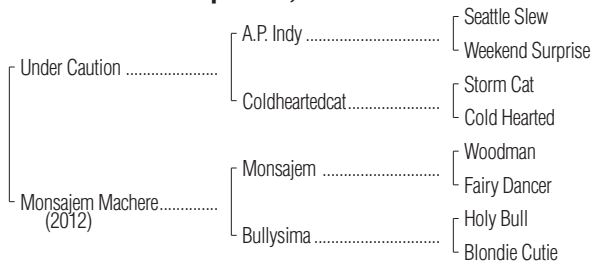 Seattle Slew
A.P. Indy ..............................
Weekend Surprise
Under Caution .....................
Storm Cat
Coldheartedcat.....................
Cold Hearted
Woodman
Monsajem ...........................
Fairy Dancer
Monsajem Machere..............
(2012)
Holy Bull
Bullysima .............................
Blondie Cutie